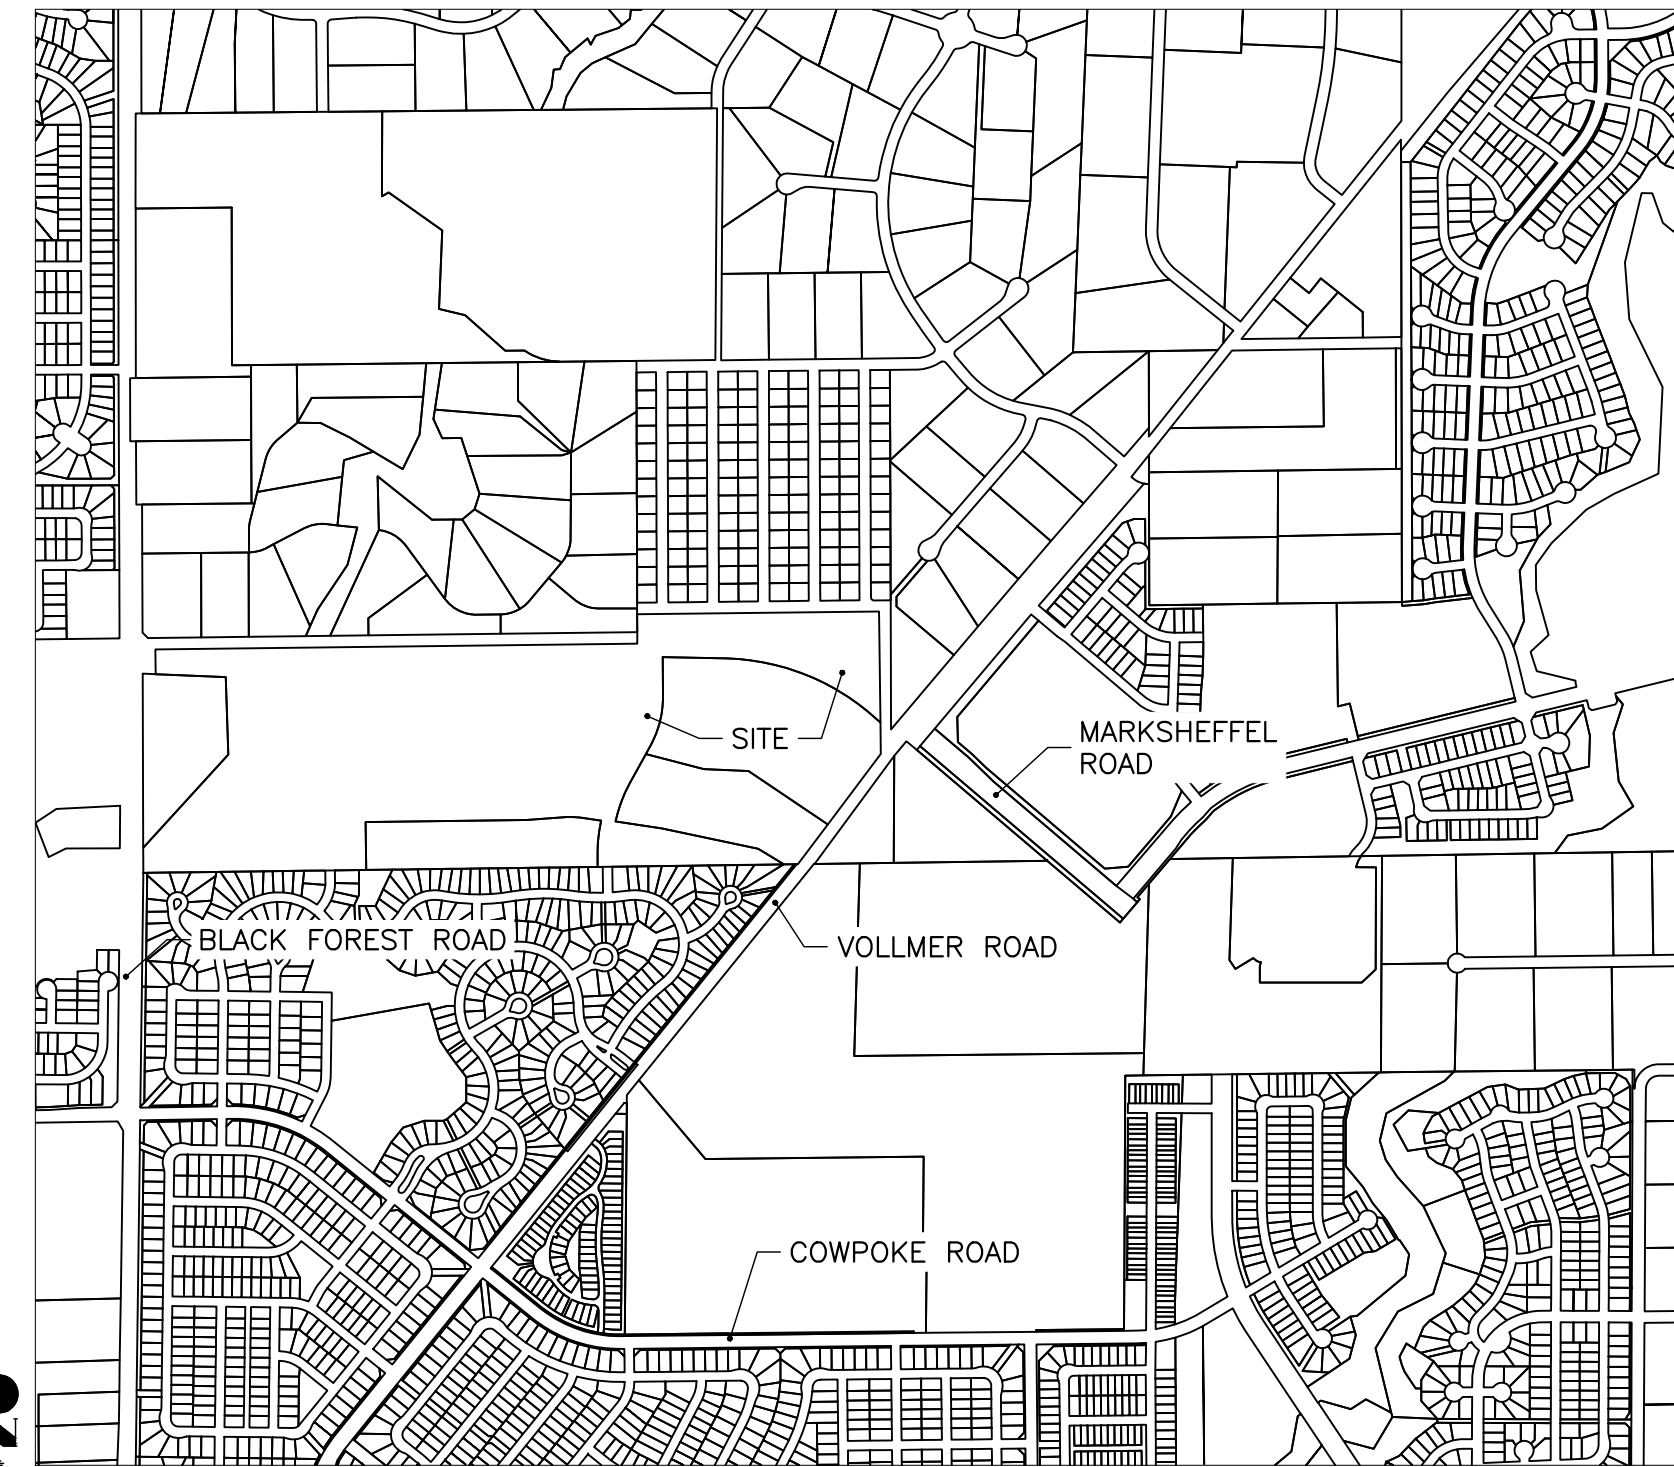 SITE
MARKSHEFFEL
ROAD
BLACK FOREST ROAD
VOLLMER ROAD
COWPOKE ROAD